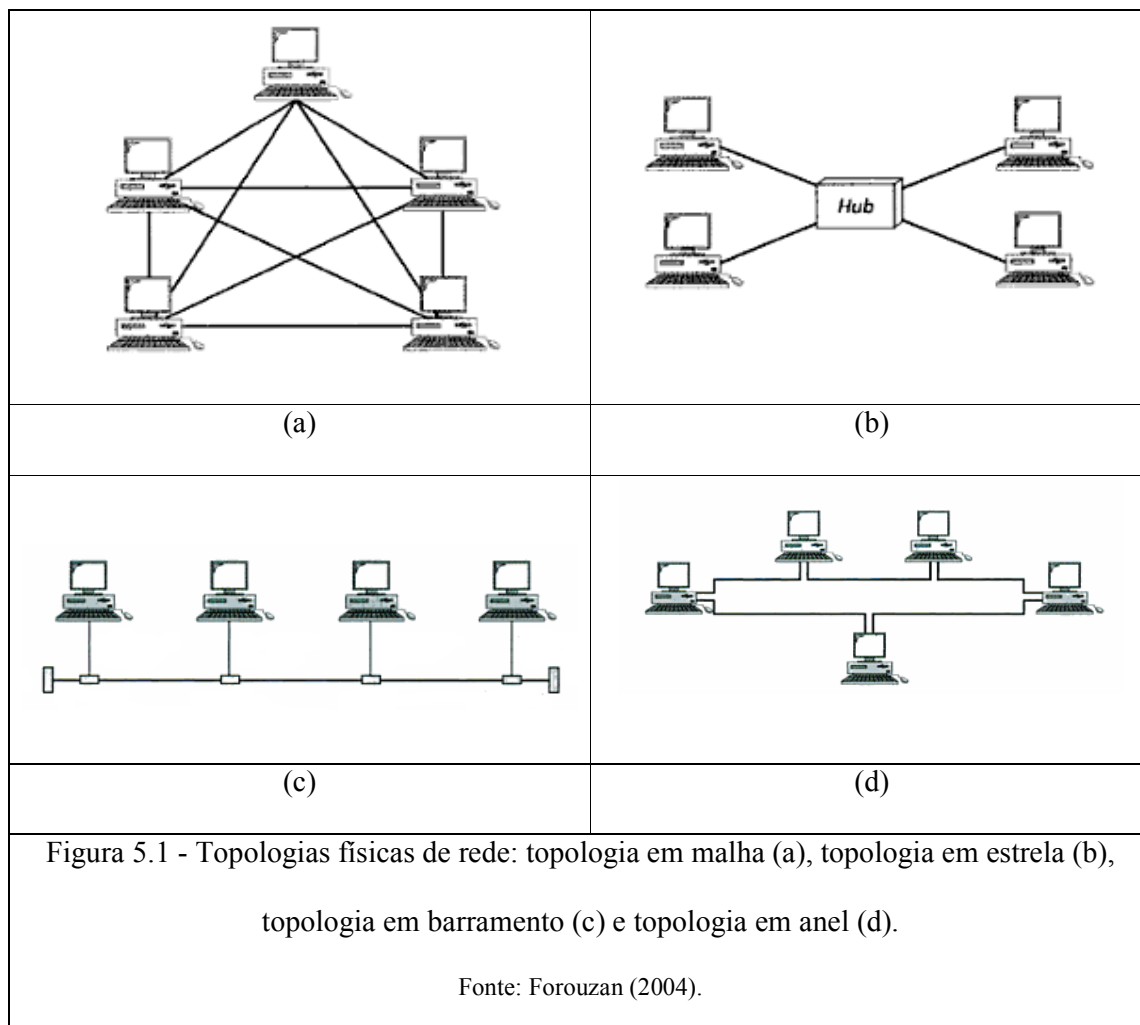 Hub
(a)
(b)
(c)
(d)
Figura 5.1 - Topologias físicas de rede: topologia em malha (a), topologia em estrela (b),
topologia em barramento (c) e topologia em anel (d).
Fonte: Forouzan (2004).